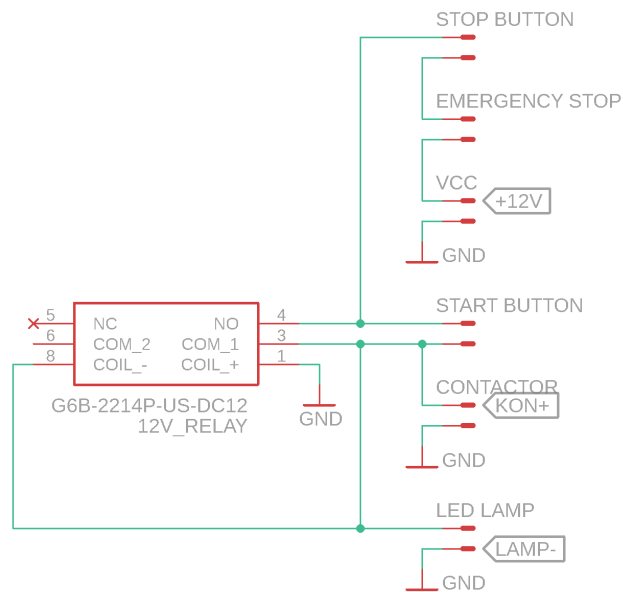 STOP BUTTON
EMERGENCY STOP
VCC
+12V
GND
START BUTTON
5 NC NO 4
6 COM_2 COM_1 3
8 COIL_- COIL_+ 1
G6B-2214P-US-DC12
12V_RELAY
GND
CONTACTOR
KON+
GND
LED LAMP
LAMP-
GND